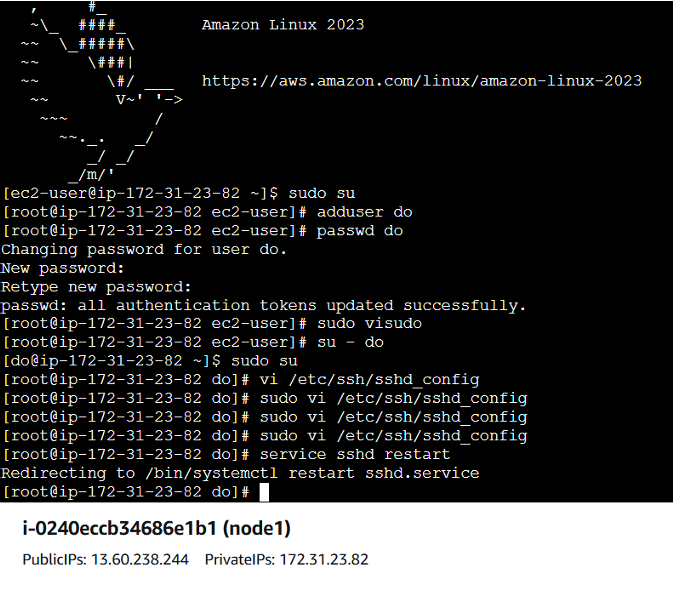 ,     #_
   ~\_  ####_        Amazon Linux 2023
  ~~  \_#####\
  ~~     \###|
  ~~       \#/ ___   https://aws.amazon.com/linux/amazon-linux-2023
   ~~       V~' '->
    ~~~         /
      ~~._.   _/
         _/ _/
       _/m/'
[ec2-user@ip-172-31-23-82 ~]$ sudo su
[root@ip-172-31-23-82 ec2-user]# adduser do
[root@ip-172-31-23-82 ec2-user]# passwd do
Changing password for user do.
New password:
Retype new password:
passwd: all authentication tokens updated successfully.
[root@ip-172-31-23-82 ec2-user]# sudo visudo
[root@ip-172-31-23-82 ec2-user]# su - do
[do@ip-172-31-23-82 ~]$ sudo su
[root@ip-172-31-23-82 do]# vi /etc/ssh/sshd_config
[root@ip-172-31-23-82 do]# sudo vi /etc/ssh/sshd_config
[root@ip-172-31-23-82 do]# sudo vi /etc/ssh/sshd_config
[root@ip-172-31-23-82 do]# sudo vi /etc/ssh/sshd_config
[root@ip-172-31-23-82 do]# service sshd restart
Redirecting to /bin/systemctl restart sshd.service
[root@ip-172-31-23-82 do]#
i-0240eccb34686e1b1 (node1)
PublicIPs: 13.60.238.244 PrivateIPs: 172.31.23.82